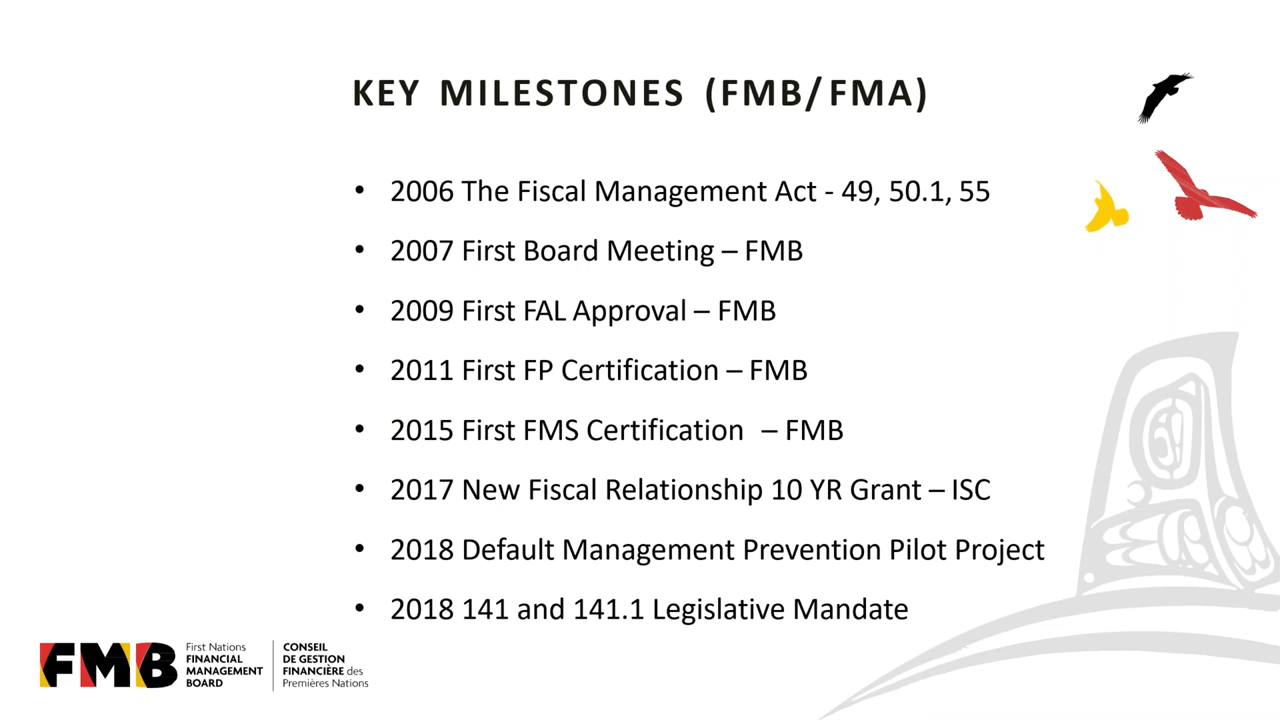 KEY MILESTONES (FMB/FMA)
• 2006 The Fiscal Management Act - 49, 50.1, 55
• 2007 First Board Meeting – FMB
• 2009 First FAL Approval – FMB
• 2011 First FP Certification – FMB
• 2015 First FMS Certification – FMB
• 2017 New Fiscal Relationship 10 YR Grant – ISC
• 2018 Default Management Prevention Pilot Project
• 2018 141 and 141.1 Legislative Mandate
FMB
First Nations
FINANCIAL
MANAGEMENT
BOARD
CONSEIL
DE GESTION
FINANCIÈRE des
Premières Nations